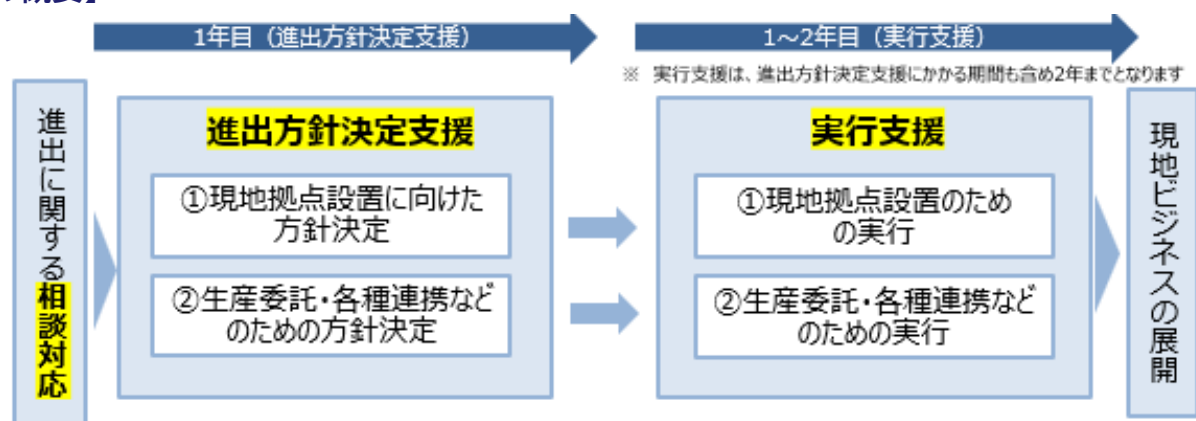 1年目（進出方針決定支援）
1～2年目（実行支援）
※ 実行支援は、進出方針決定支援にかかる期間も含め2年までとなります
進出に関する相談対応
進出方針決定支援
①現地拠点設置に向けた
方針決定
②生産委託・各種連携など
のための方針決定
実行支援
①現地拠点設置のため
の実行
②生産委託・各種連携など
のための実行
現地ビジネスの展開